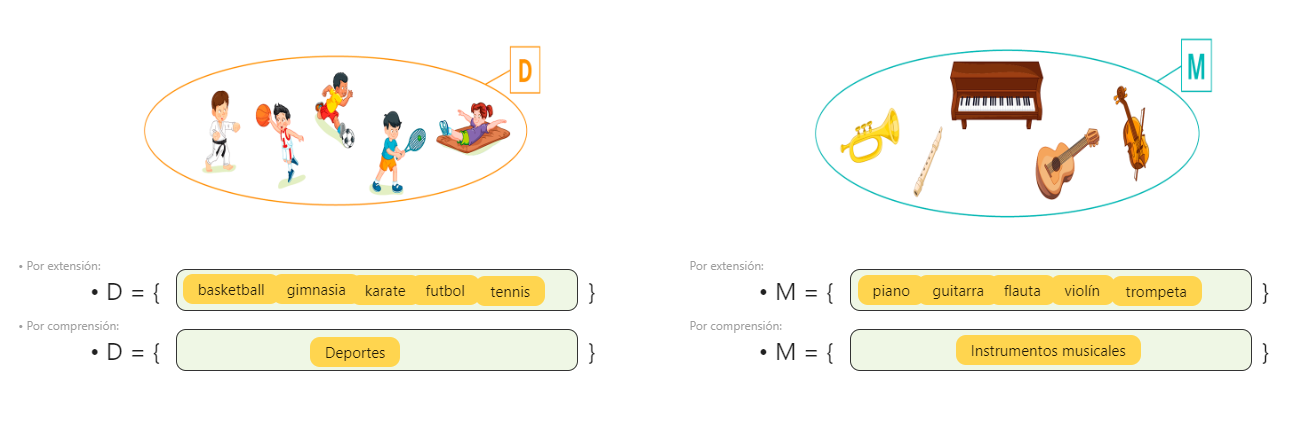 D
M
• Por extensión:
• D = { basketball gimnasia karate futbol tennis }
• Por comprensión:
• D = { Deportes }
Por extensión:
• M = { piano guitarra flauta violín trompeta }
Por comprensión:
• M = { Instrumentos musicales }